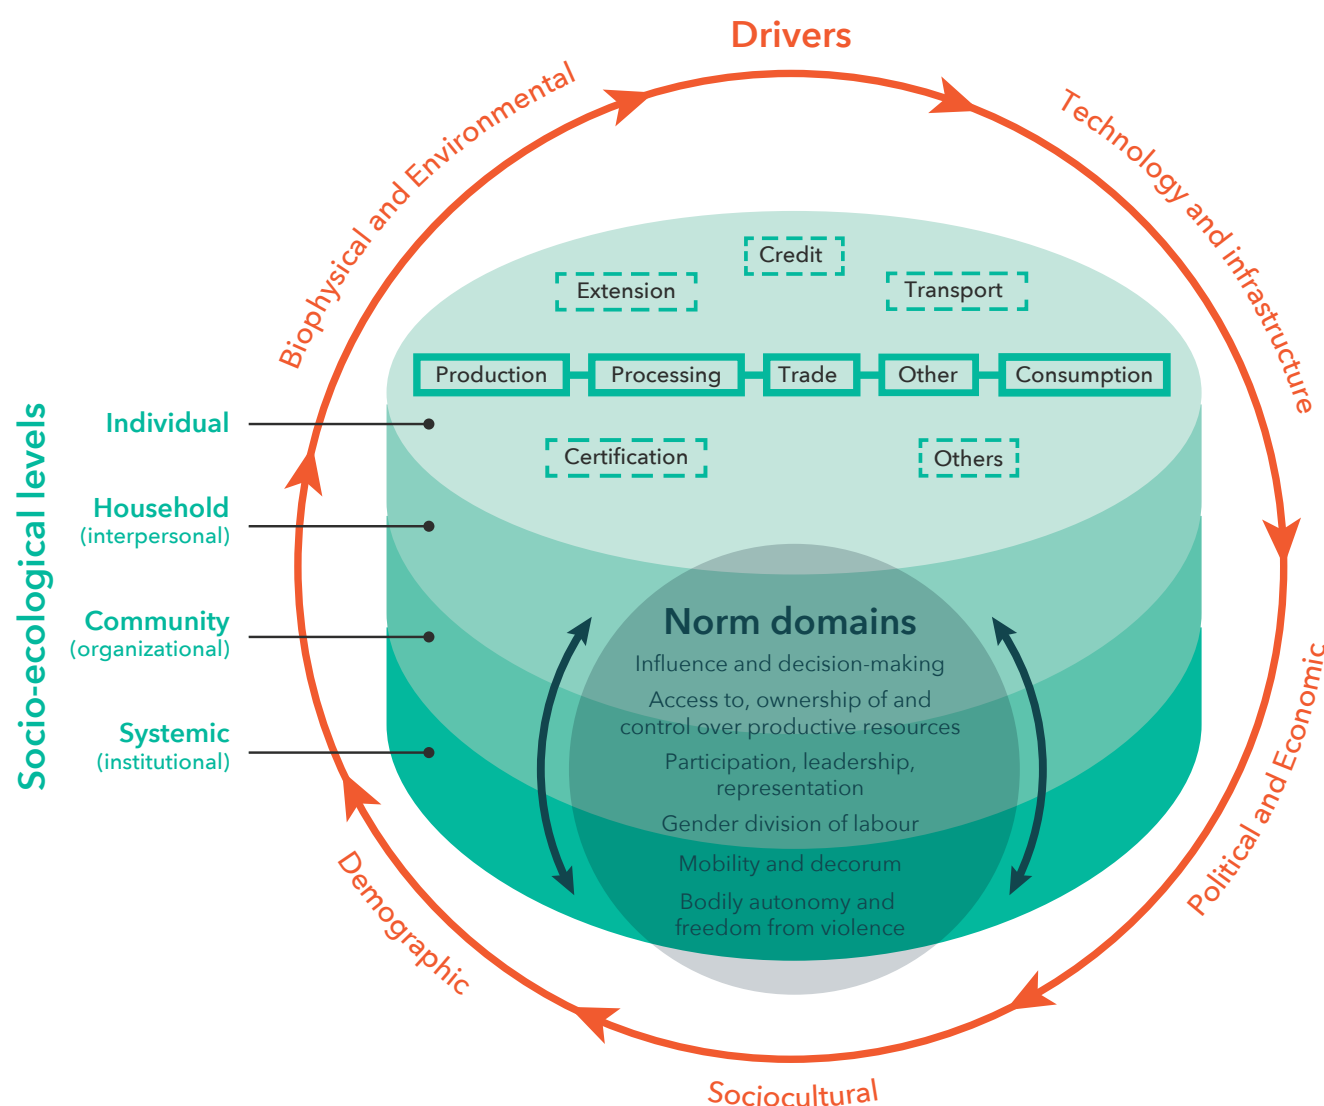 Drivers
Biophysical and Environmental
Technology and infrastructure
Political and Economic
Sociocultural
Demographic
Socio-ecological levels
Individual
Household
(interpersonal)
Community
(organizational)
Systemic
(institutional)
Credit
Extension
Transport
Production
Processing
Trade
Other
Consumption
Certification
Others
Norm domains
Influence and decision-making
Access to, ownership of and
control over productive resources
Participation, leadership,
representation
Gender division of labour
Mobility and decorum
Bodily autonomy and
freedom from violence